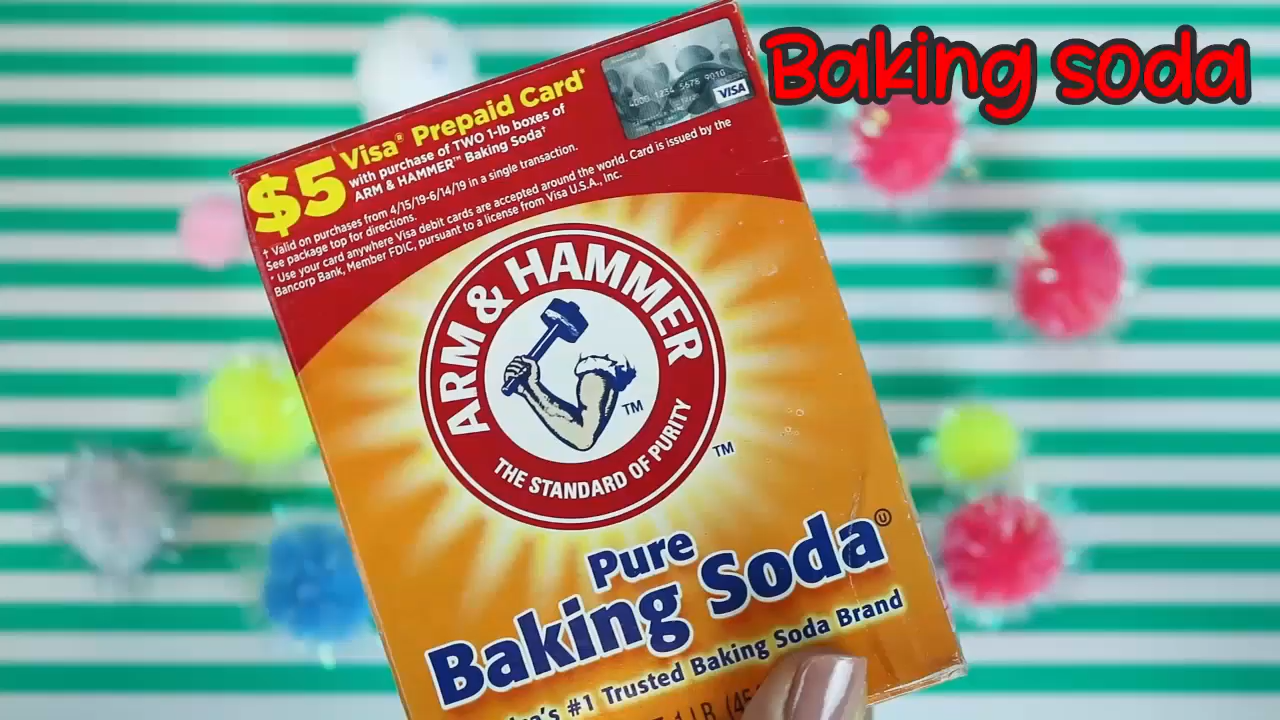 Baking soda
$5 Visa® Prepaid Card*
with purchase of TWO 1-lb boxes of
ARM & HAMMER™ Baking Soda†
† Valid on purchases from 4/15/19-6/14/19 in a single transaction.
See package top for directions.
* Use your card anywhere Visa debit cards are accepted around the world. Card is issued by the
Bancorp Bank, Member FDIC, pursuant to a license from Visa U.S.A., Inc.
4000 1234 5678 9010
VISA
ARM & HAMMER
THE STANDARD OF PURITY
TM
TM
Pure
Baking Soda
#1 Trusted Baking Soda Brand
1 LB